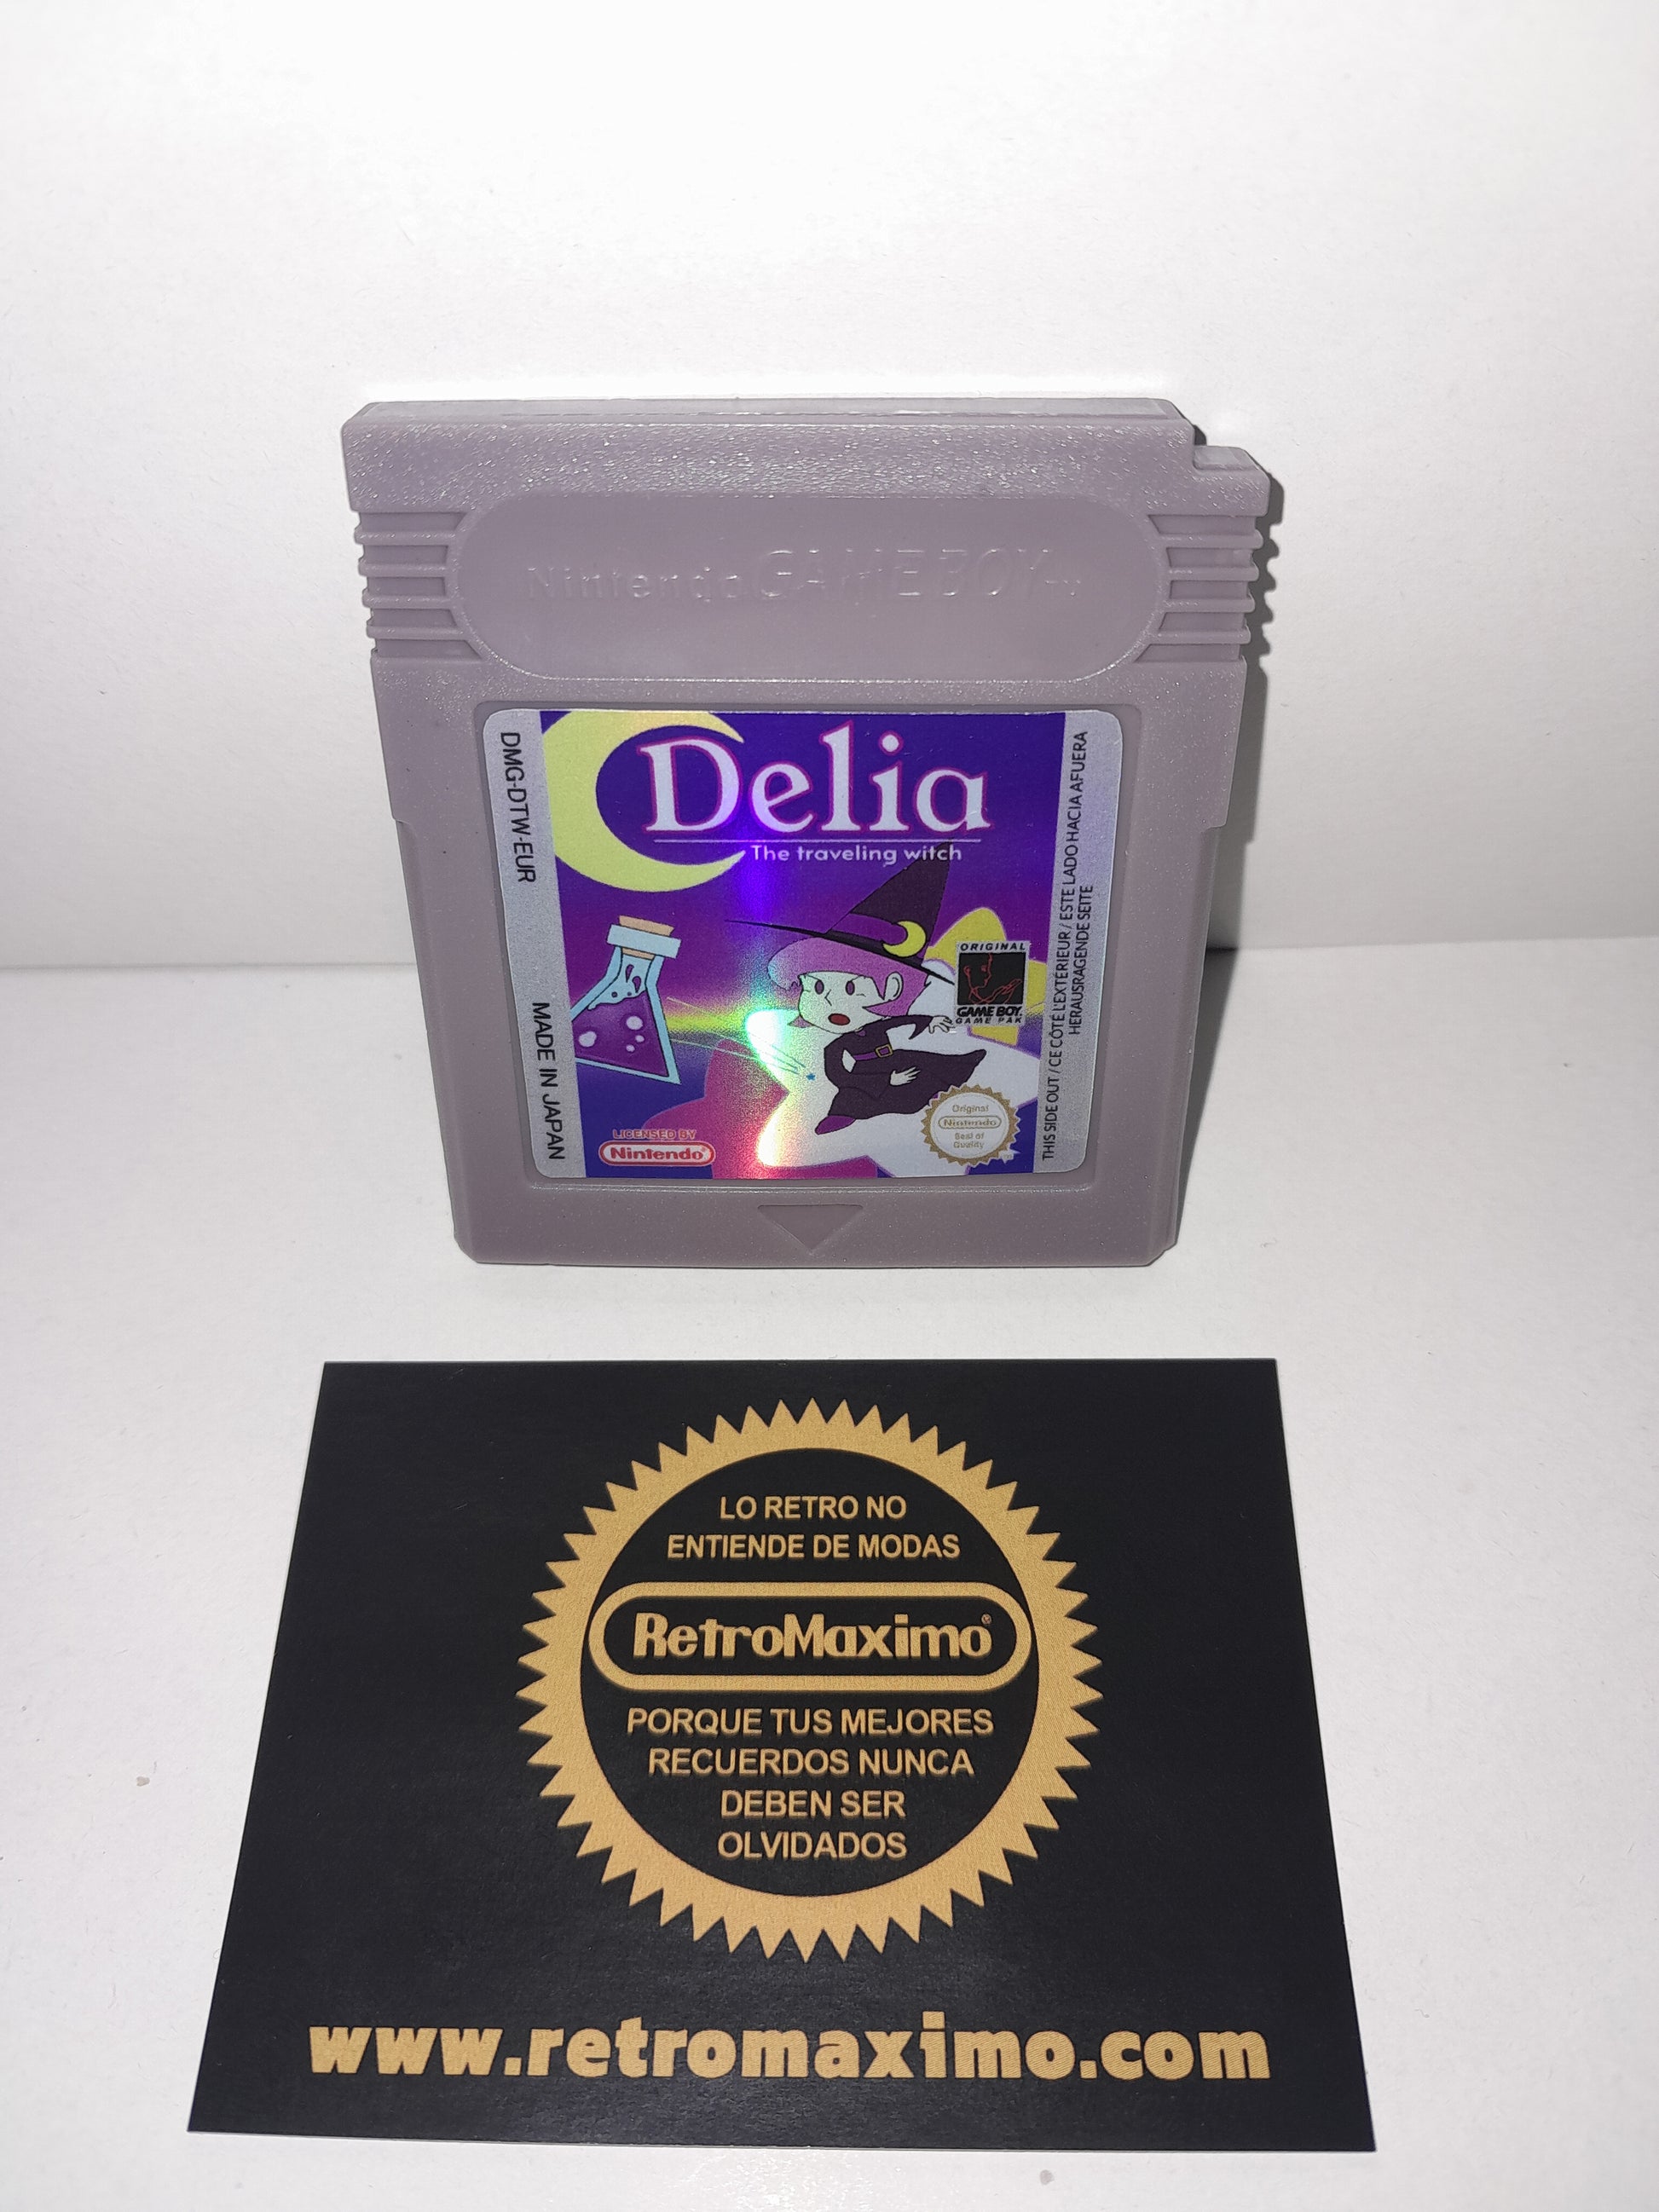 Nintendo GAME BOY TM
DMG-DTW-EUR
MADE IN JAPAN
Delia
The traveling witch
ORIGINAL
GAME BOY
GAME PAK
LICENSED BY
Nintendo®
Original
Nintendo
Seal of
Quality
THIS SIDE OUT / CE CÔTÉ L'EXTÉRIEUR / ESTE LADO HACIA AFUERA
HERAUSRAGENDE SEITE
LO RETRO NO
ENTIENDE DE MODAS
RetroMaximo®
PORQUE TUS MEJORES
RECUERDOS NUNCA
DEBEN SER
OLVIDADOS
www.retromaximo.com